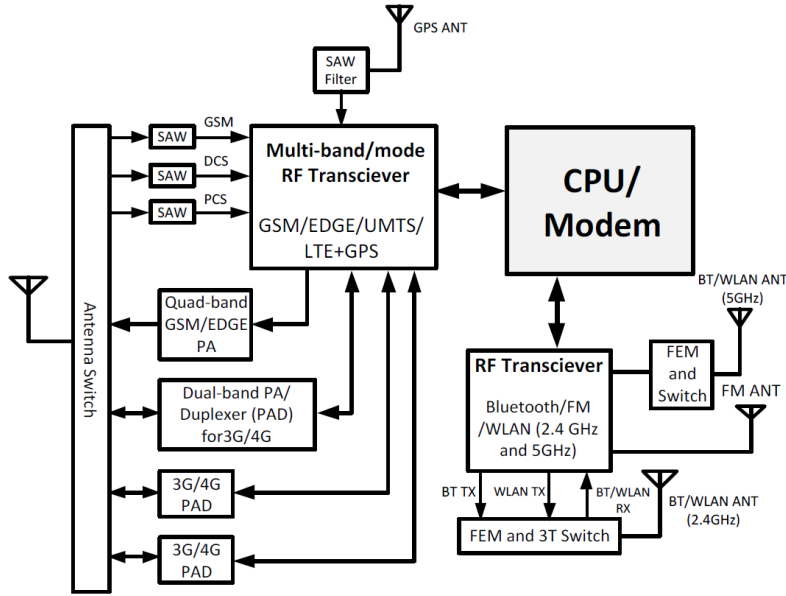 GPS ANT
SAW
Filter
GSM
SAW
DCS
SAW
PCS
SAW
Multi-band/mode
RF Transciever
GSM/EDGE/UMTS/
LTE+GPS
CPU/
Modem
Antenna Switch
Quad-band
GSM/EDGE
PA
Dual-band PA/
Duplexer (PAD)
for3G/4G
3G/4G
PAD
3G/4G
PAD
BT/WLAN ANT
(5GHz)
RF Transciever
Bluetooth/FM
/WLAN (2.4 GHz
and 5GHz)
FEM
and
Switch
FM ANT
BT TX
WLAN TX
BT/WLAN
RX
BT/WLAN ANT
(2.4GHz)
FEM and 3T Switch